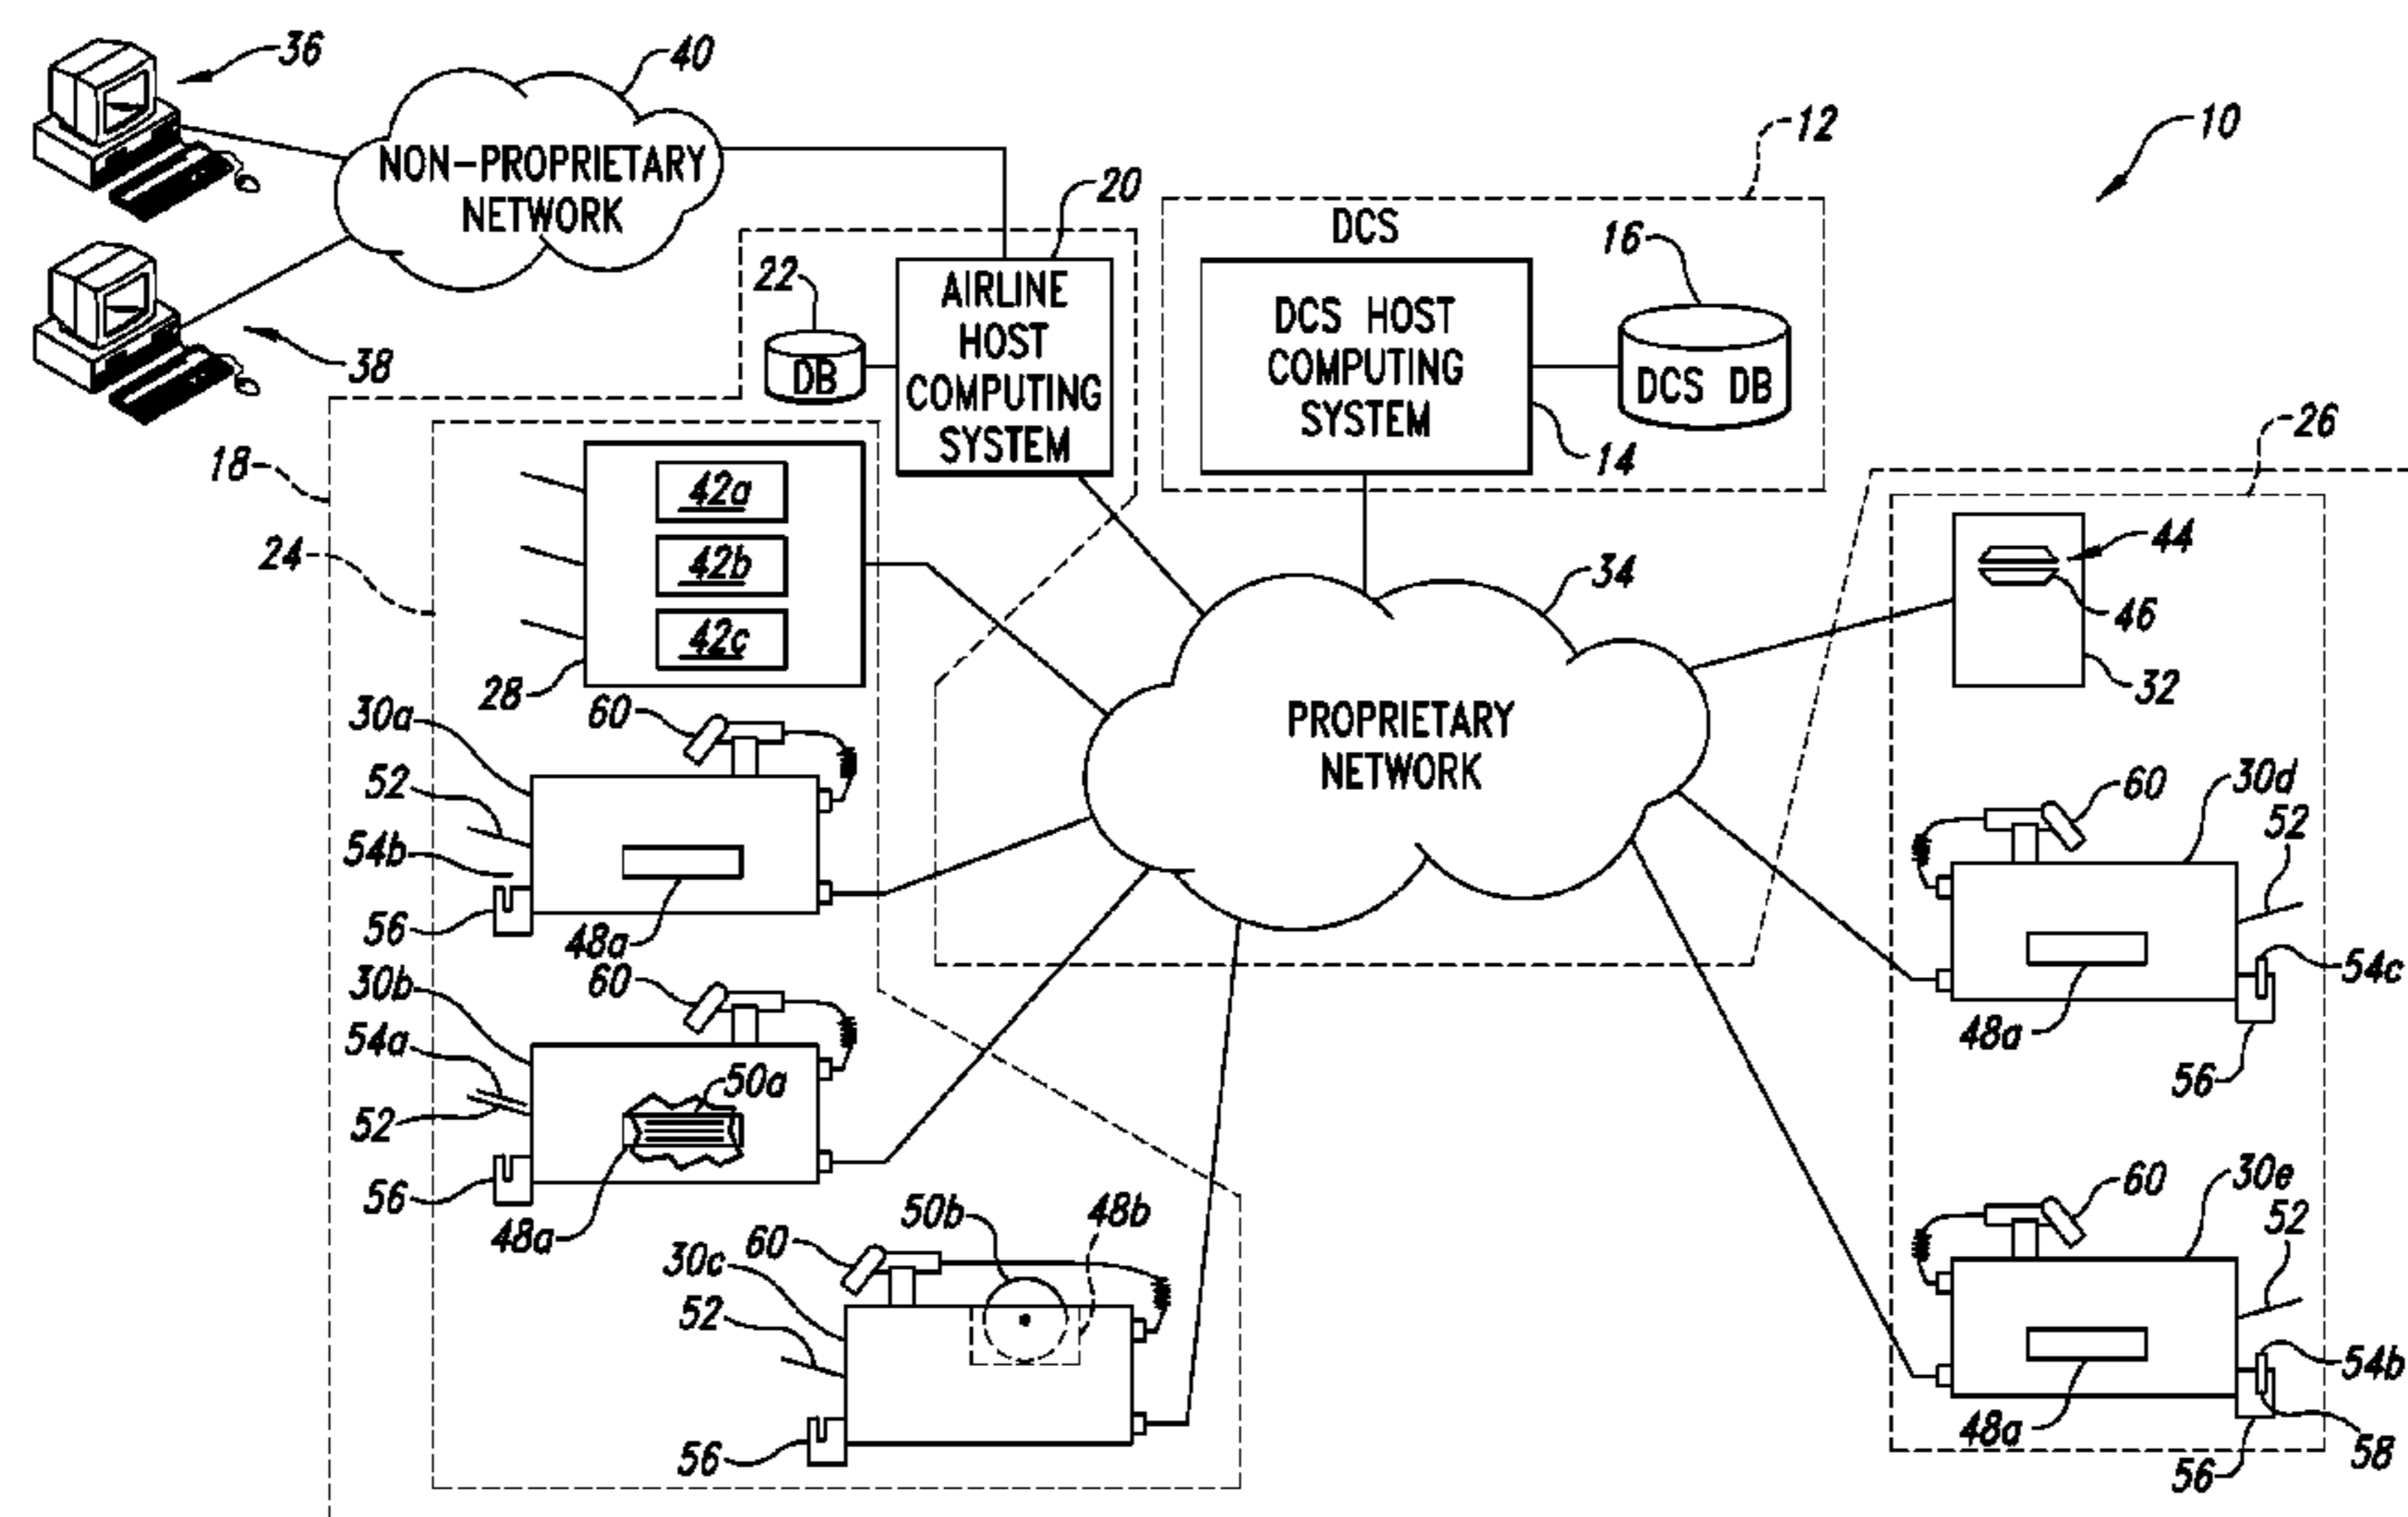 36
40
12
10
NON-PROPRIETARY
NETWORK
20
DCS
16
22
AIRLINE
HOST
COMPUTING
SYSTEM
DB
DCS HOST
COMPUTING
SYSTEM
DCS DB
38
14
26
18
42a
44
24
42b
34
46
42c
28
32
30a
60
PROPRIETARY
NETWORK
52
60
30d
54b
52
56
48a
54c
30b
60
48a
54a
50a
56
52
56
48a
60
30e
50b
48b
52
30c
60
52
54b
48a
56
58
56